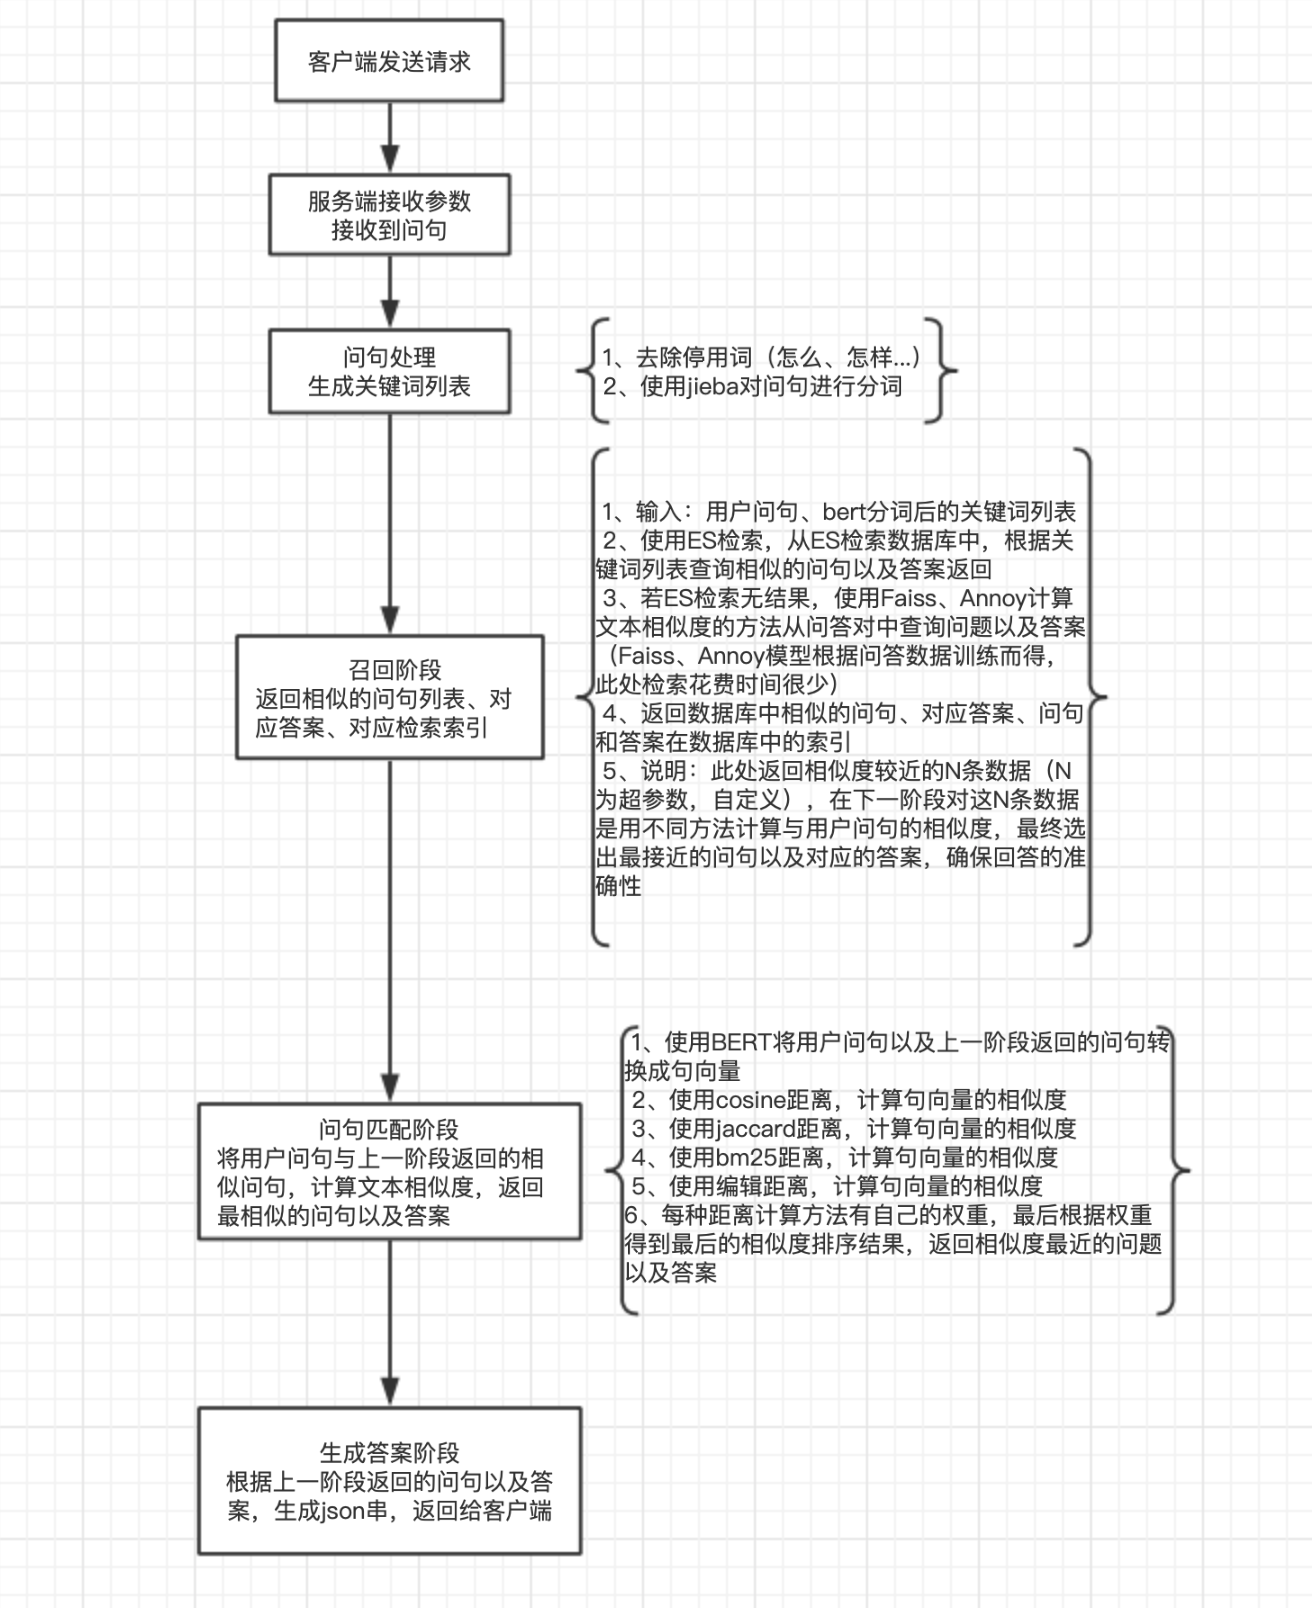 客户端发送请求
服务端接收参数
接收到问句
问句处理
生成关键词列表
1、去除停用词（怎么、怎样...）
2、使用jieba对问句进行分词
召回阶段
返回相似的问句列表、对
应答案、对应检索索引
1、输入：用户问句、bert分词后的关键词列表
2、使用ES检索，从ES检索数据库中，根据关
键词列表查询相似的问句以及答案返回
3、若ES检索无结果，使用Faiss、Annoy计算
文本相似度的方法从问答对中查询问题以及答案
（Faiss、Annoy模型根据问答数据训练而得，
此处检索花费时间很少）
4、返回数据库中相似的问句、对应答案、问句
和答案在数据库中的索引
5、说明：此处返回相似度较近的N条数据（N
为超参数，自定义），在下一阶段对这N条数据
是用不同方法计算与用户问句的相似度，最终选
出最接近的问句以及对应的答案，确保回答的准
确性
问句匹配阶段
将用户问句与上一阶段返回的相
似问句，计算文本相似度，返回
最相似的问句以及答案
1、使用BERT将用户问句以及上一阶段返回的问句转
换成句向量
2、使用cosine距离，计算句向量的相似度
3、使用jaccard距离，计算句向量的相似度
4、使用bm25距离，计算句向量的相似度
5、使用编辑距离，计算句向量的相似度
6、每种距离计算方法有自己的权重，最后根据权重
得到最后的相似度排序结果，返回相似度最近的问题
以及答案
生成答案阶段
根据上一阶段返回的问句以及答
案，生成json串，返回给客户端